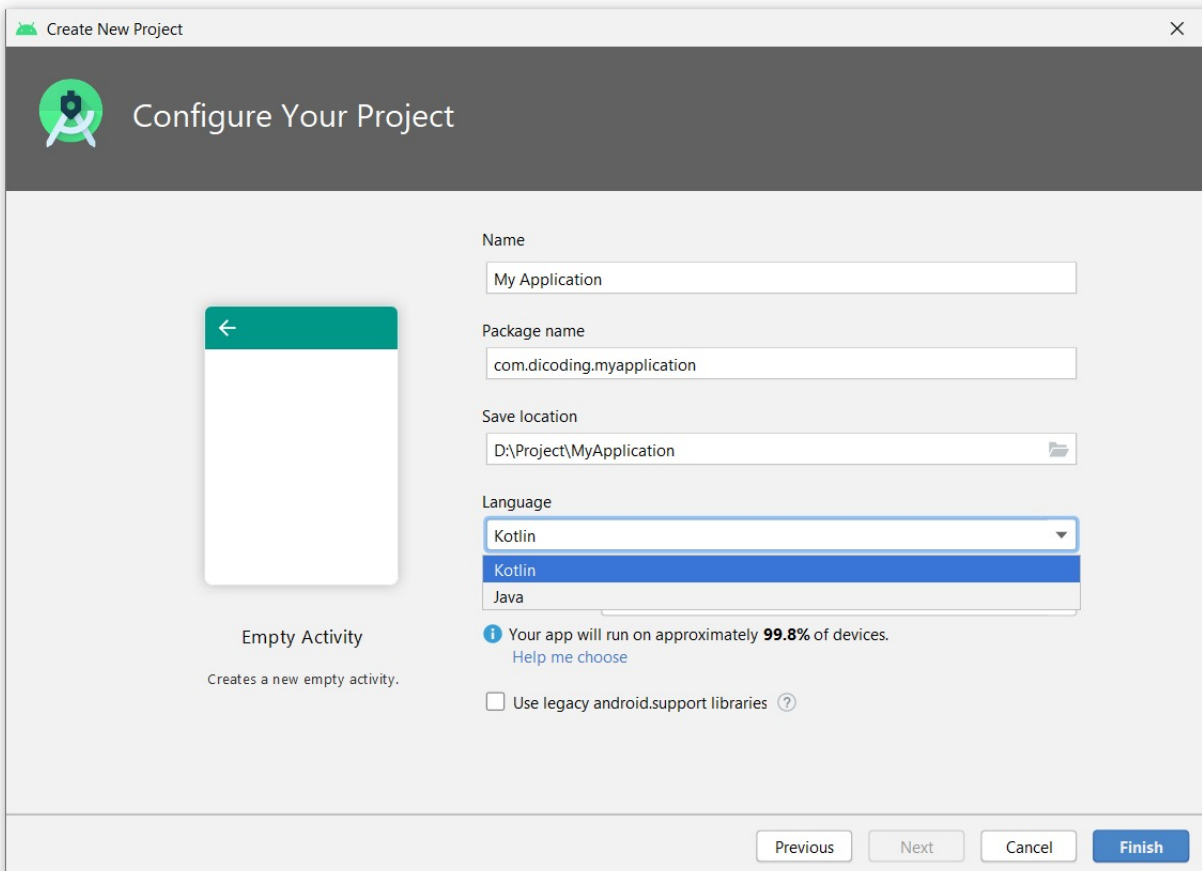 Create New Project
Configure Your Project
Name
My Application
Package name
com.dicoding.myapplication
Save location
D:\Project\MyApplication
Language
Kotlin
Kotlin
Java
Empty Activity
Creates a new empty activity.
Your app will run on approximately 99.8% of devices.
Help me choose
Use legacy android.support libraries ?
Previous Next Cancel Finish